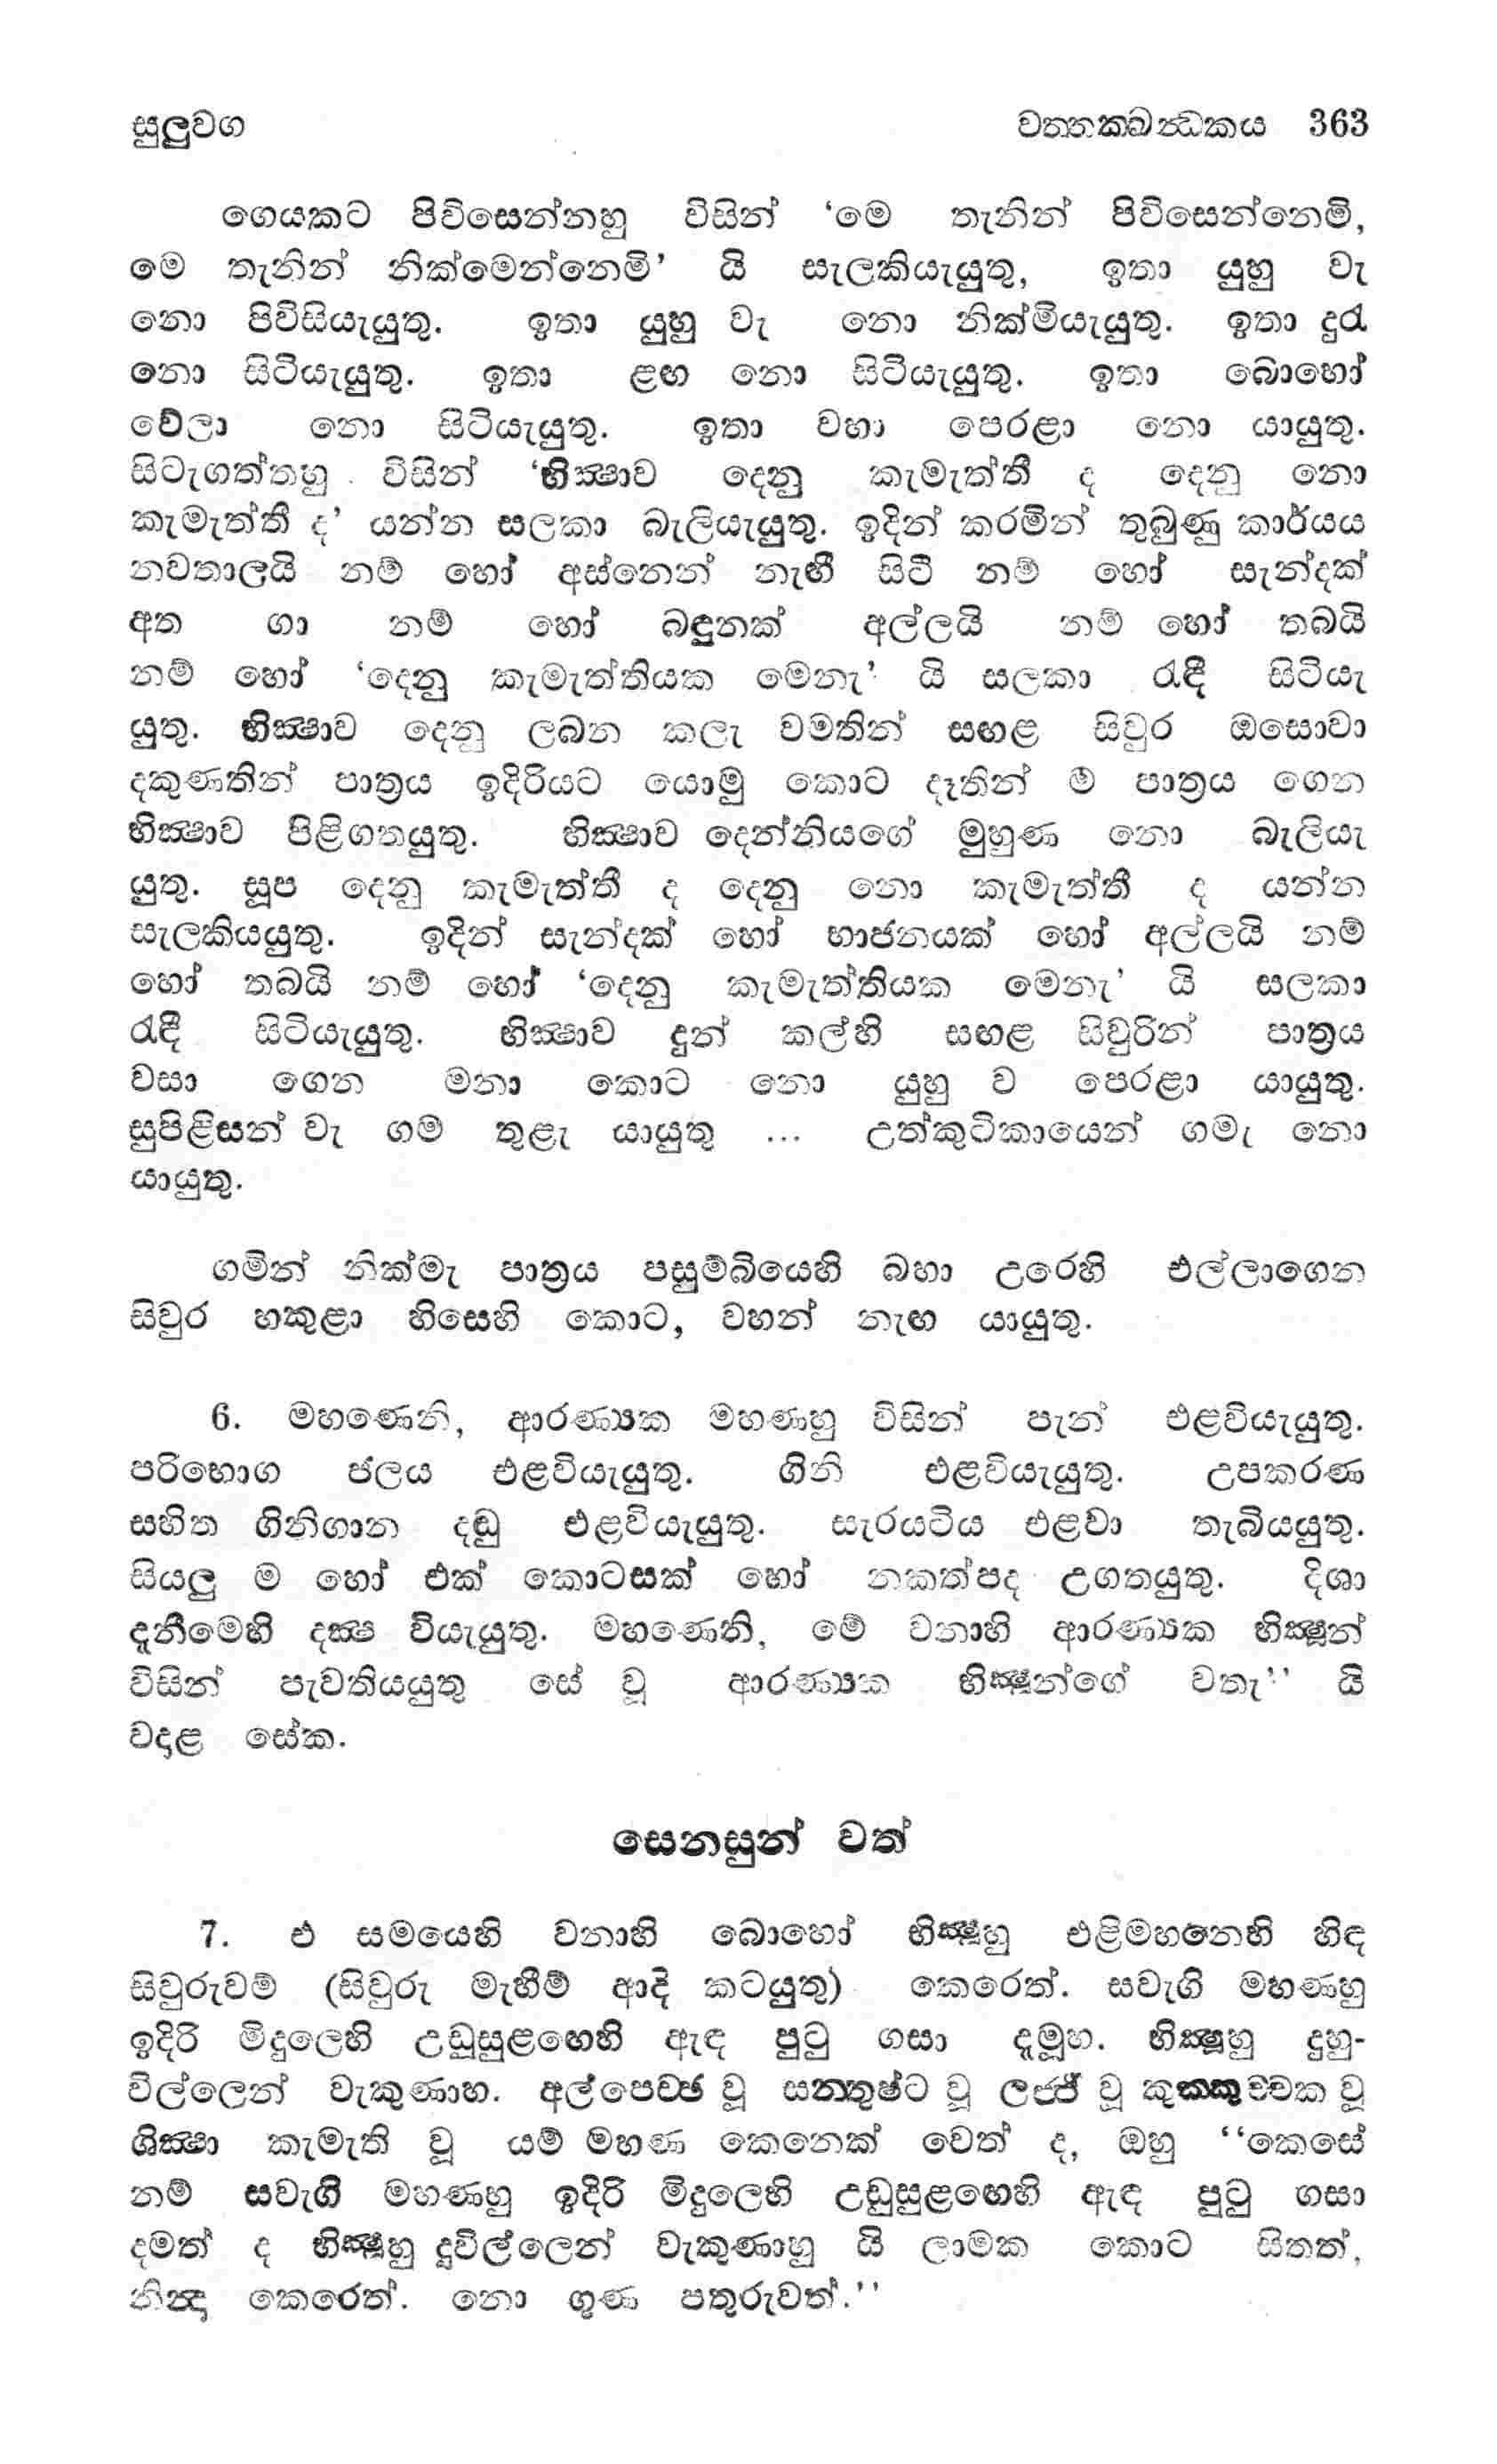 සුලුවග වත්තක්ඛන්ධකය 363
ගෙයකට පිවිසෙන්නහු විසින් ‘මෙ තැනින් පිවිසෙන්නෙමි,
මෙ තැනින් නික්මෙන්නෙමි’ යි සැලකියැයුතු, ඉතා යුහු වැ
නො පිවිසියැයුතු. ඉතා යුහු වැ නො නික්මියැයුතු. ඉතා දුරැ
නො සිටියැයුතු. ඉතා ළඟ නො සිටියැයුතු. ඉතා බොහෝ
වේලා නො සිටියැයුතු. ඉතා වහා පෙරළා නො යායුතු.
සිටැගත්තහු විසින් ‘භික්ෂාව දෙනු කැමැත්තී ද දෙනු නො
කැමැත්තී ද’ යන්න සලකා බැලියැයුතු. ඉදින් කරමින් තුබුණු කාර්යය
නවතාලයි නම් හෝ අස්නෙන් නැඟී සිටී නම් හෝ සැන්දක්
අත ගා නම් හෝ බඳුනක් අල්ලයි නම් හෝ තබයි
නම් හෝ ‘දෙනු කැමැත්තියක මෙනැ’ යි සලකා රැඳී සිටියැ
යුතු. භික්ෂාව දෙනු ලබන කලැ වමතින් සඟළ සිවුර ඔසොවා
දකුණතින් පාත්‍රය ඉදිරියට යොමු කොට දෑතින් ම පාත්‍රය ගෙන
භික්ෂාව පිළිගතයුතු. භික්ෂාව දෙන්නියගේ මුහුණ නො බැලියැ
යුතු. සූප දෙනු කැමැත්තී ද දෙනු නො කැමැත්තී ද යන්න
සැලකියයුතු. ඉදින් සැන්දක් හෝ භාජනයක් හෝ අල්ලයි නම්
හෝ තබයි නම් හෝ ‘දෙනු කැමැත්තියක මෙනැ’ යි සලකා
රැඳී සිටියැයුතු. භික්ෂාව දුන් කල්හි සඟළ සිවුරින් පාත්‍රය
වසා ගෙන මනා කොට නො යුහු ව පෙරළා යායුතු.
සුපිළිසන් වැ ගම් තුළැ යායුතු ... උත්කුටිකායෙන් ගමැ නො
යායුතු.
ගමින් නික්මැ පාත්‍රය පසුම්බියෙහි බහා උරෙහි එල්ලාගෙන
සිවුර හකුළා හිසෙහි කොට, වහන් නැඟ යායුතු.
6. මහණෙනි, ආරණ්‍යක මහණහු විසින් පැන් එළවියැයුතු.
පරිභොග ජලය එළවියැයුතු. ගිනි එළවියැයුතු. උපකරණ
සහිත ගිනිගාන දඬු එළවියැයුතු. සැරයටිය එළවා තැබියයුතු.
සියලු ම හෝ එක් කොටසක් හෝ නකත්පද උගතයුතු. දිශා
දැනීමෙහි දක්ෂ වියැයුතු. මහණෙනි, මේ වනාහි ආරණ්‍යක භික්ෂූන්
විසින් පැවතියයුතු සේ වූ ආරණ්‍යක භික්ෂූන්ගේ වතැ’’ යි
වදාළ සේක.
සෙනසුන් වත්
7. එ සමයෙහි වනාහි බොහෝ භික්ෂූහු එළිමහනෙහි හිඳ
සිවුරුවම් (සිවුරු මැහීම් ආදි කටයුතු) කෙරෙත්. සවැගි මහණහු
ඉදිරි මිදුලෙහි උඩුසුළඟෙහි ඇඳ පුටු ගසා දැමූහ. භික්ෂූහු දුහු-
විල්ලෙන් වැකුණාහ. අල්පෙච්ඡ වූ සන්තුෂ්ට වූ ලජ්ජී වූ කුක්කුච්චක වූ
ශික්ෂා කැමැති වූ යම් මහණ කෙනෙක් වෙත් ද, ඔහු ‘‘කෙසේ
නම් සවැගි මහණහු ඉදිරි මිදුලෙහි උඩුසුළඟෙහි ඇඳ පුටු ගසා
දමත් ද භික්ෂූහු දූවිල්ලෙන් වැකුණාහු යි ලාමක කොට සිතත්,
නින්‍දා කෙරෙත්. නො ගුණ පතුරුවත්.’’